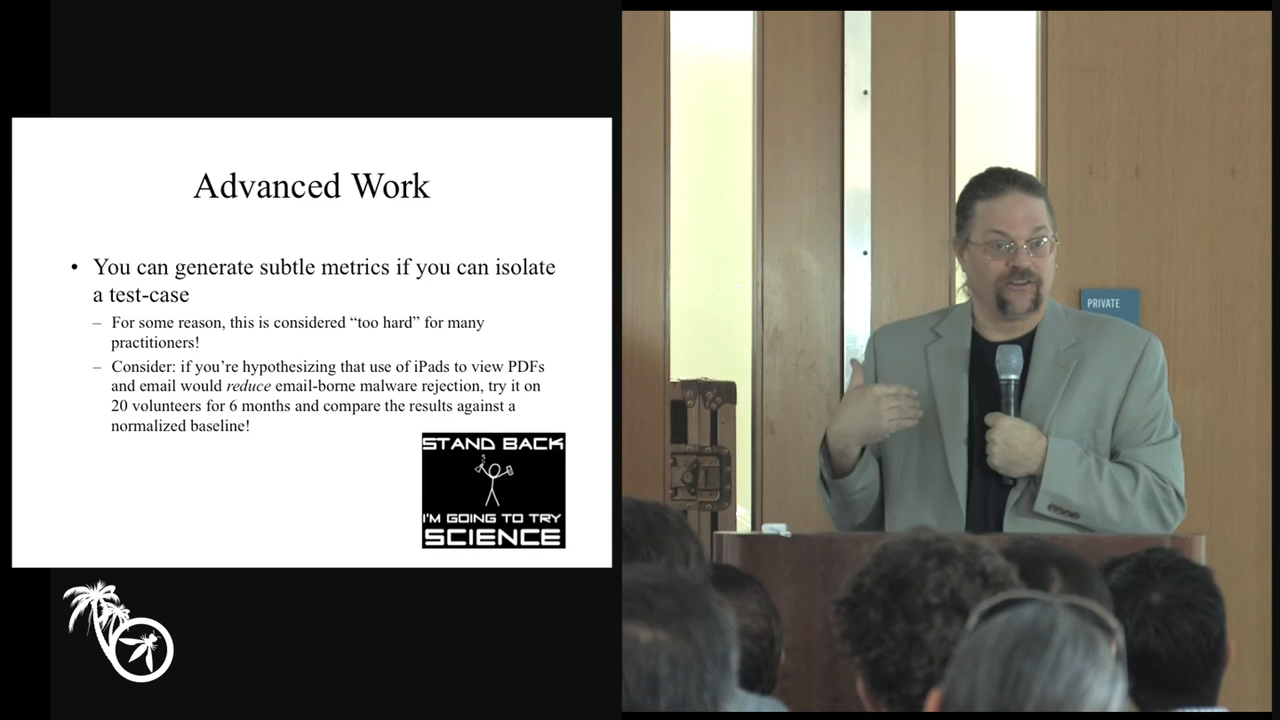 Advanced Work
• You can generate subtle metrics if you can isolate
a test-case
– For some reason, this is considered “too hard” for many
practitioners!
– Consider: if you’re hypothesizing that use of iPads to view PDFs
and email would reduce email-borne malware rejection, try it on
20 volunteers for 6 months and compare the results against a
normalized baseline!
STAND BACK
I'M GOING TO TRY
SCIENCE
PRIVATE